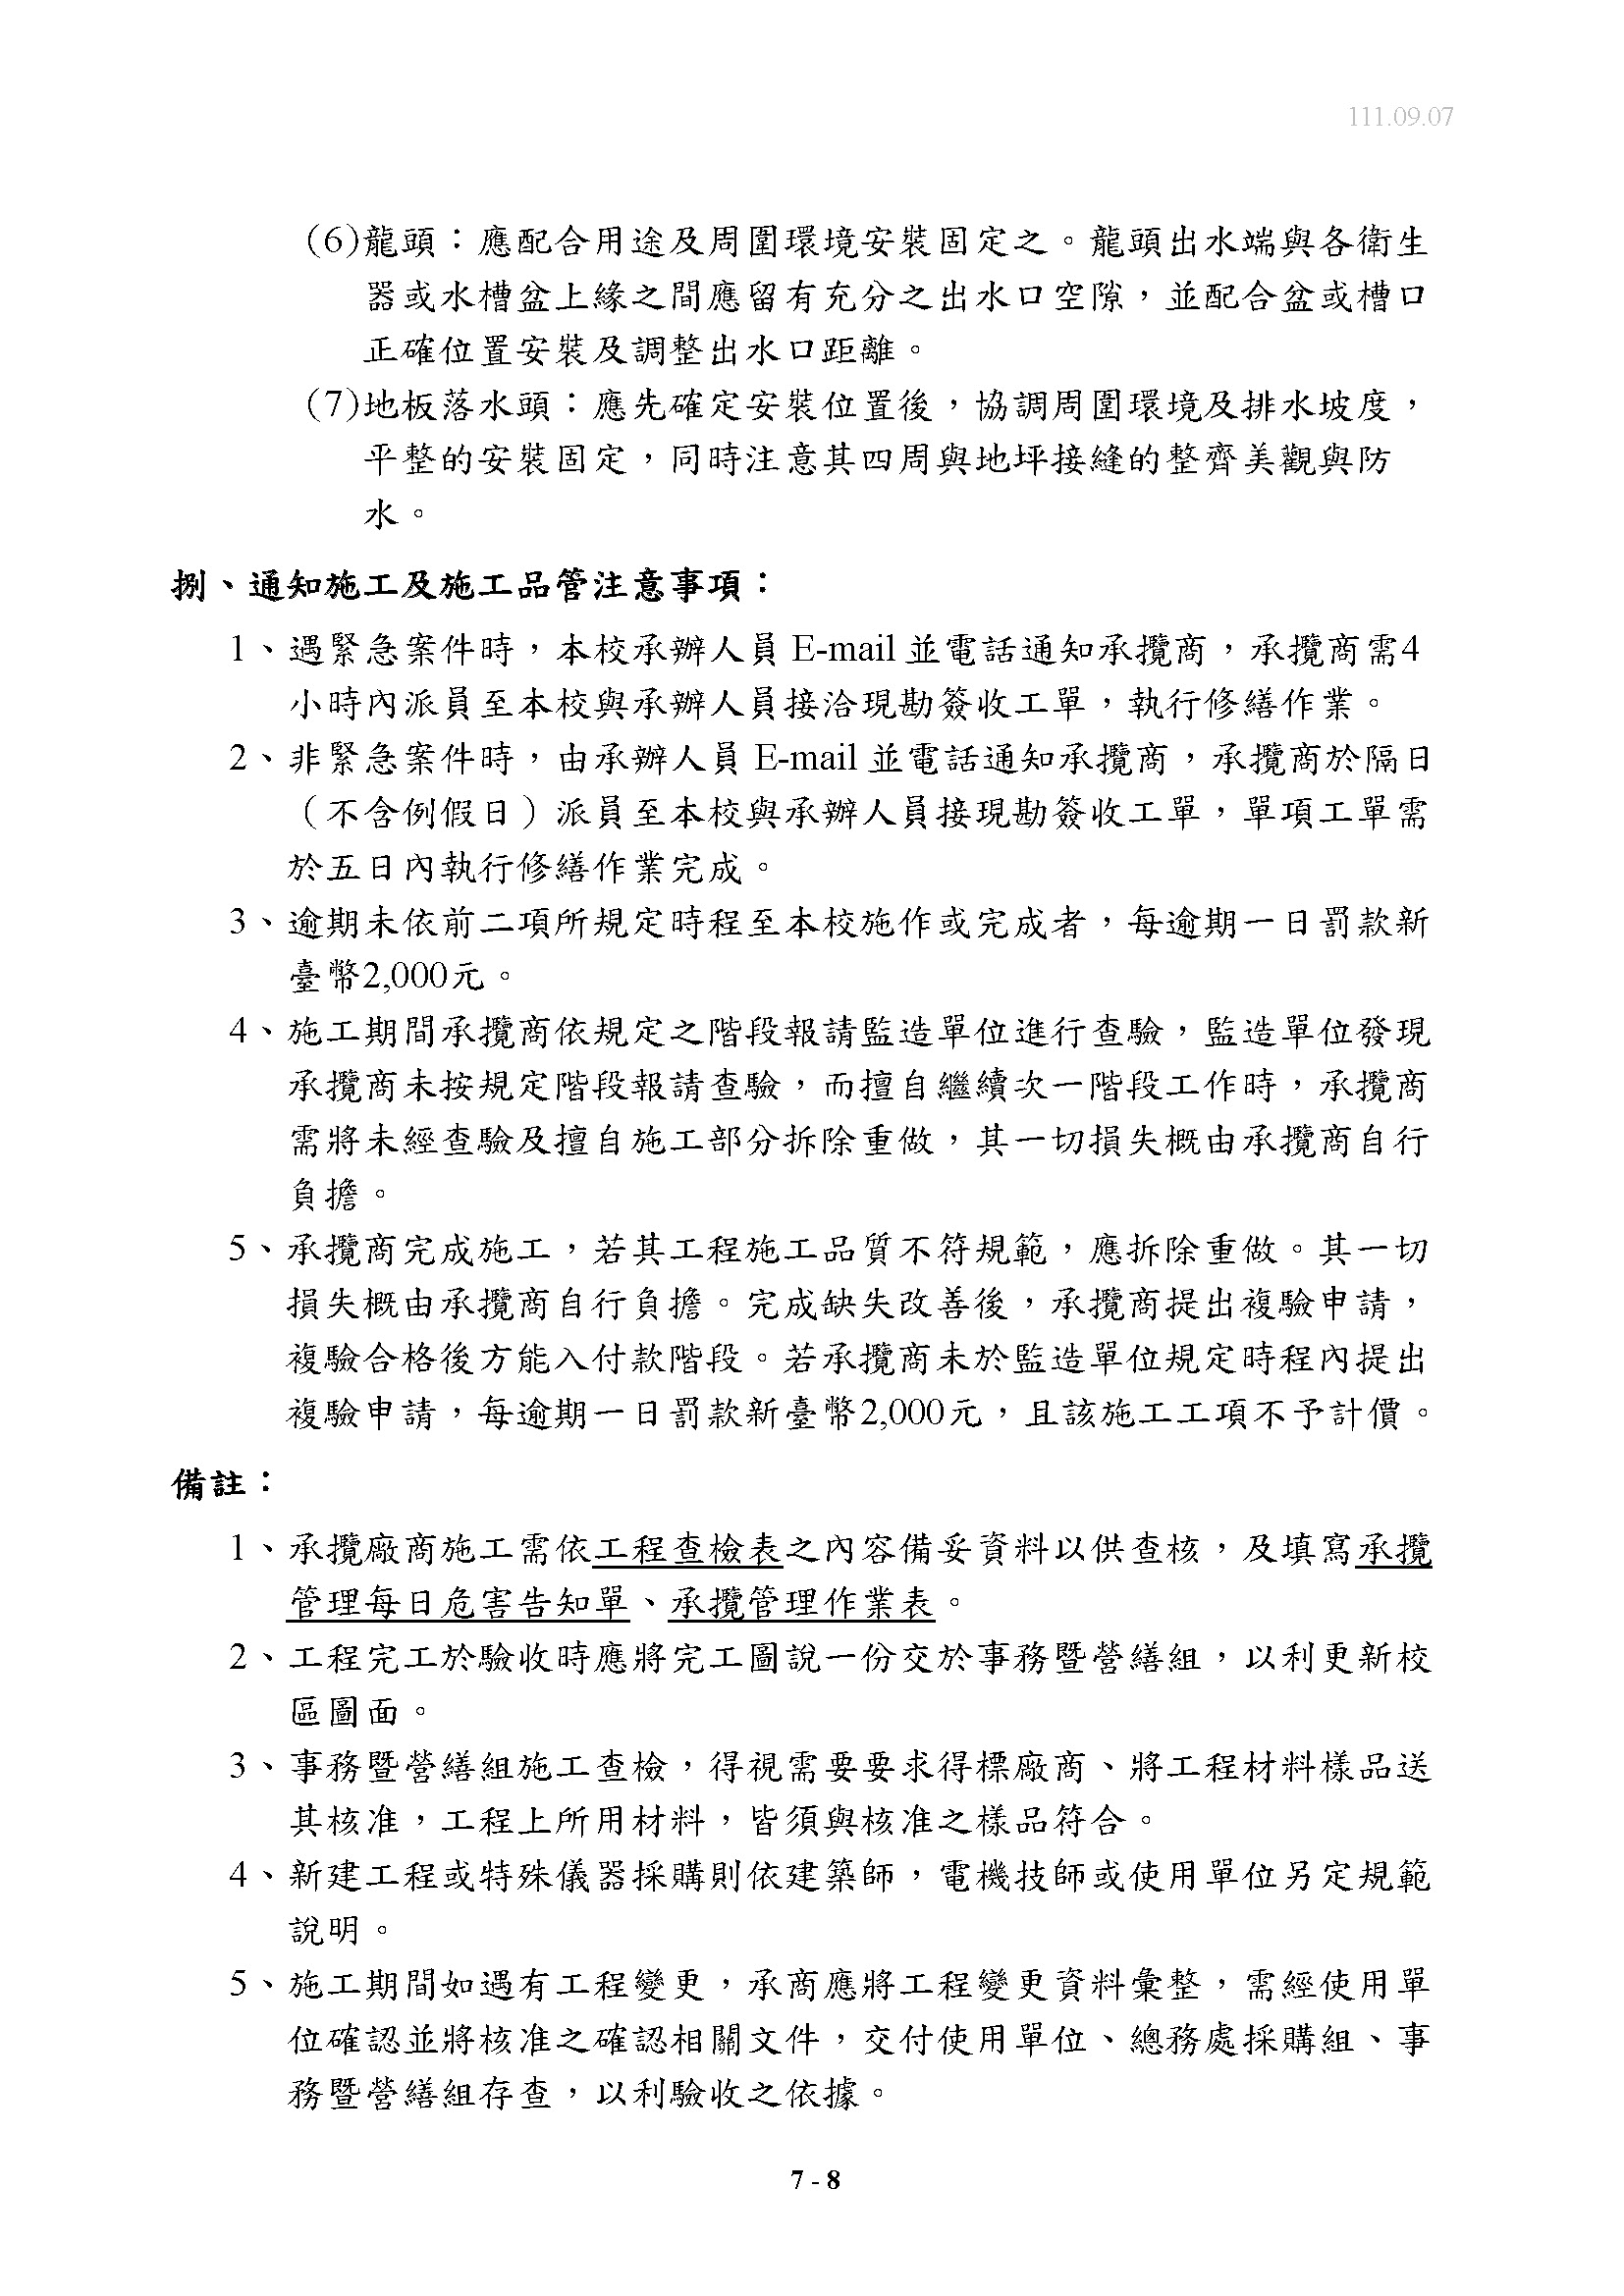 111.09.07
(6)龍頭：應配合用途及周圍環境安裝固定之。龍頭出水端與各衛生
器或水槽盆上緣之間應留有充分之出水口空隙，並配合盆或槽口
正確位置安裝及調整出水口距離。
(7)地板落水頭：應先確定安裝位置後，協調周圍環境及排水坡度，
平整的安裝固定，同時注意其四周與地坪接縫的整齊美觀與防
水。
捌、通知施工及施工品管注意事項：
1、遇緊急案件時，本校承辦人員 E-mail 並電話通知承攬商，承攬商需4
小時內派員至本校與承辦人員接洽現勘簽收工單，執行修繕作業。
2、非緊急案件時，由承辦人員 E-mail 並電話通知承攬商，承攬商於隔日
（不含例假日）派員至本校與承辦人員接現勘簽收工單，單項工單需
於五日內執行修繕作業完成。
3、逾期未依前二項所規定時程至本校施作或完成者，每逾期一日罰款新
臺幣2,000元。
4、施工期間承攬商依規定之階段報請監造單位進行查驗，監造單位發現
承攬商未按規定階段報請查驗，而擅自繼續次一階段工作時，承攬商
需將未經查驗及擅自施工部分拆除重做，其一切損失概由承攬商自行
負擔。
5、承攬商完成施工，若其工程施工品質不符規範，應拆除重做。其一切
損失概由承攬商自行負擔。完成缺失改善後，承攬商提出複驗申請，
複驗合格後方能入付款階段。若承攬商未於監造單位規定時程內提出
複驗申請，每逾期一日罰款新臺幣2,000元，且該施工工項不予計價。
備註：
1、承攬廠商施工需依工程查檢表之內容備妥資料以供查核，及填寫承攬
管理每日危害告知單、承攬管理作業表。
2、工程完工於驗收時應將完工圖說一份交於事務暨營繕組，以利更新校
區圖面。
3、事務暨營繕組施工查檢，得視需要要求得標廠商、將工程材料樣品送
其核准，工程上所用材料，皆須與核准之樣品符合。
4、新建工程或特殊儀器採購則依建築師，電機技師或使用單位另定規範
說明。
5、施工期間如遇有工程變更，承商應將工程變更資料彙整，需經使用單
位確認並將核准之確認相關文件，交付使用單位、總務處採購組、事
務暨營繕組存查，以利驗收之依據。
7 - 8